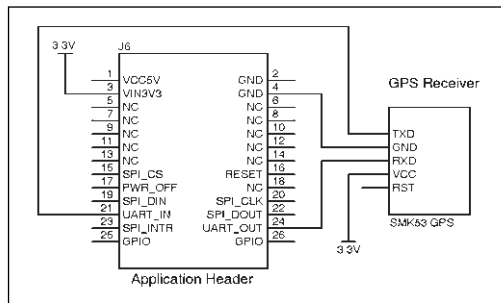 J6
3 3V
1 VCC5V GND 2
3 VIN3V3 GND 4
5 NC NC 6
7 NC NC 8
9 NC NC 10
11 NC NC 12
13 NC NC 14
15 SPI_CS RESET 16
17 PWR_OFF NC 18
19 SPI_DIN SPI_CLK 20
21 UART_IN SPI_DOUT 22
23 SPI_INTR UART_OUT 24
25 GPIO GPIO 26
Application Header
GPS Receiver
TXD
GND
RXD
VCC
RST
SMK53 GPS
3 3V